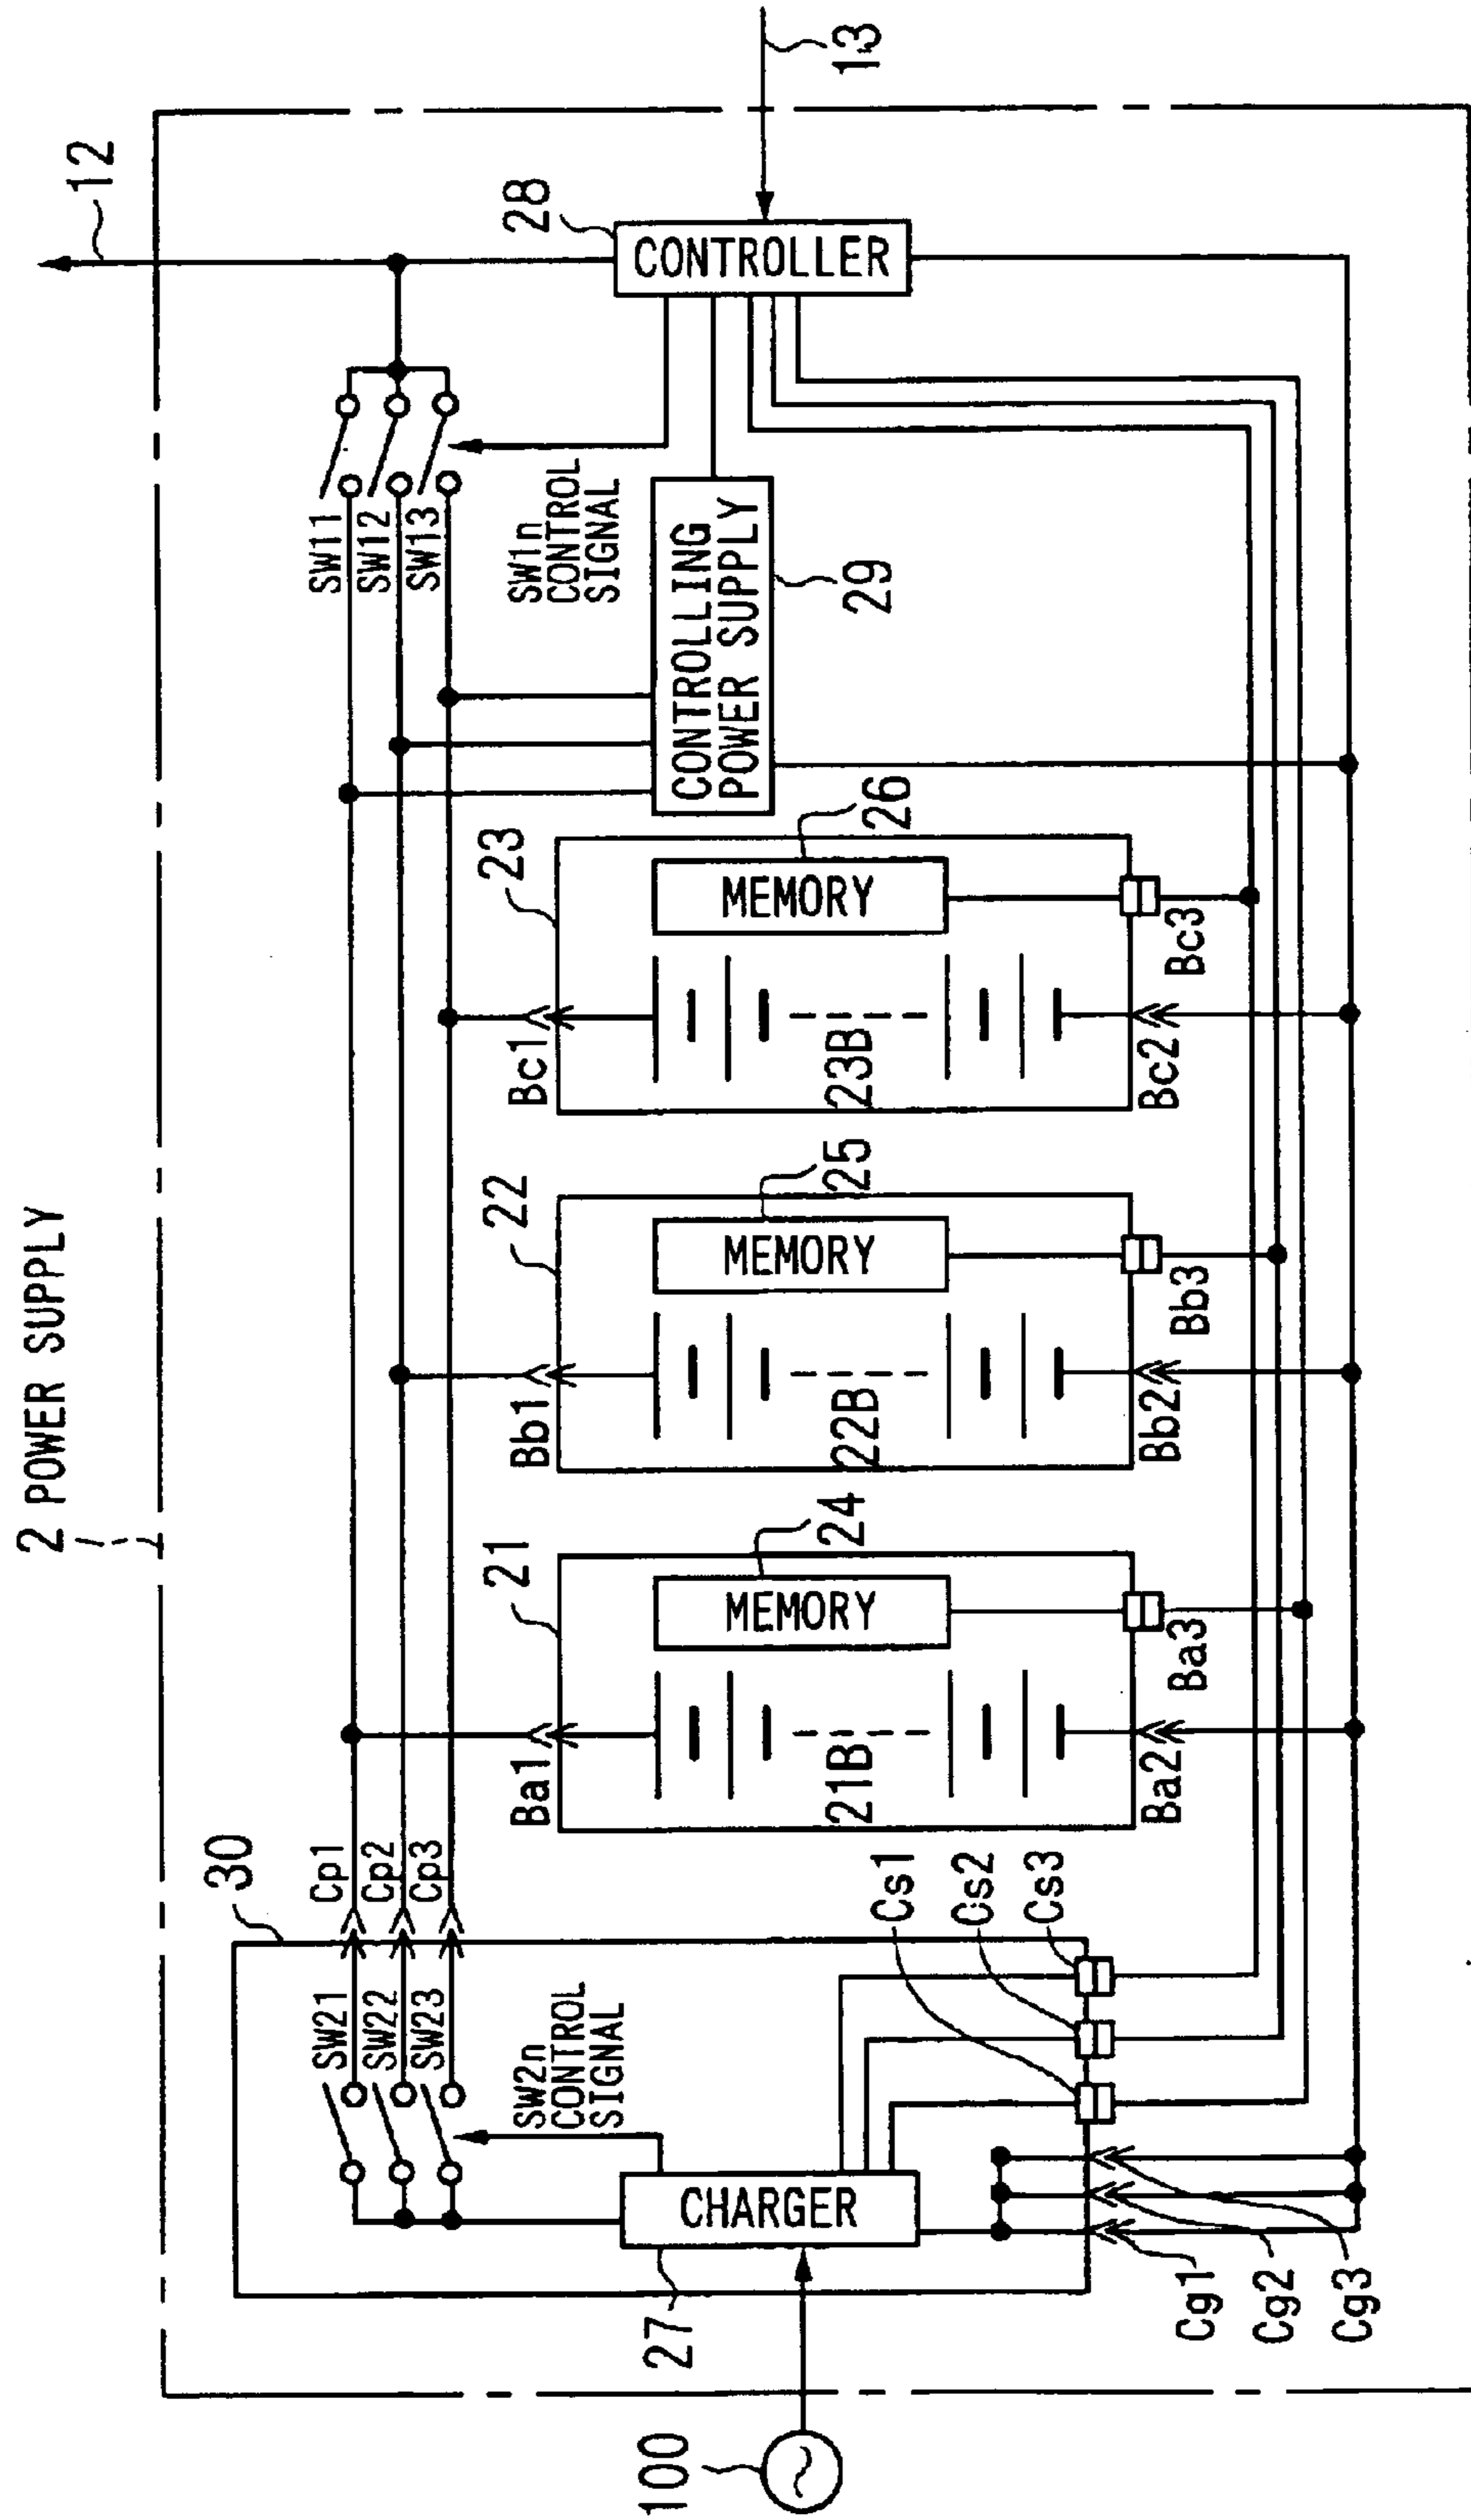 2 POWER SUPPLY
12
13
30
SW21
SW22
SW23
Cp1
Cp2
Cp3
SW11
SW12
SW13
SW2n
CONTROL
SIGNAL
SW1n
CONTROL
SIGNAL
21
22
23
28
Ba1
Bb1
Bc1
27
CHARGER
CONTROLLER
CONTROLLING
POWER SUPPLY
29
MEMORY
MEMORY
MEMORY
24
25
26
21B
22B
23B
100
Cs1
Cs2
Cs3
Ba2
Ba3
Bb2
Bb3
Bc2
Bc3
Cg1
Cg2
Cg3